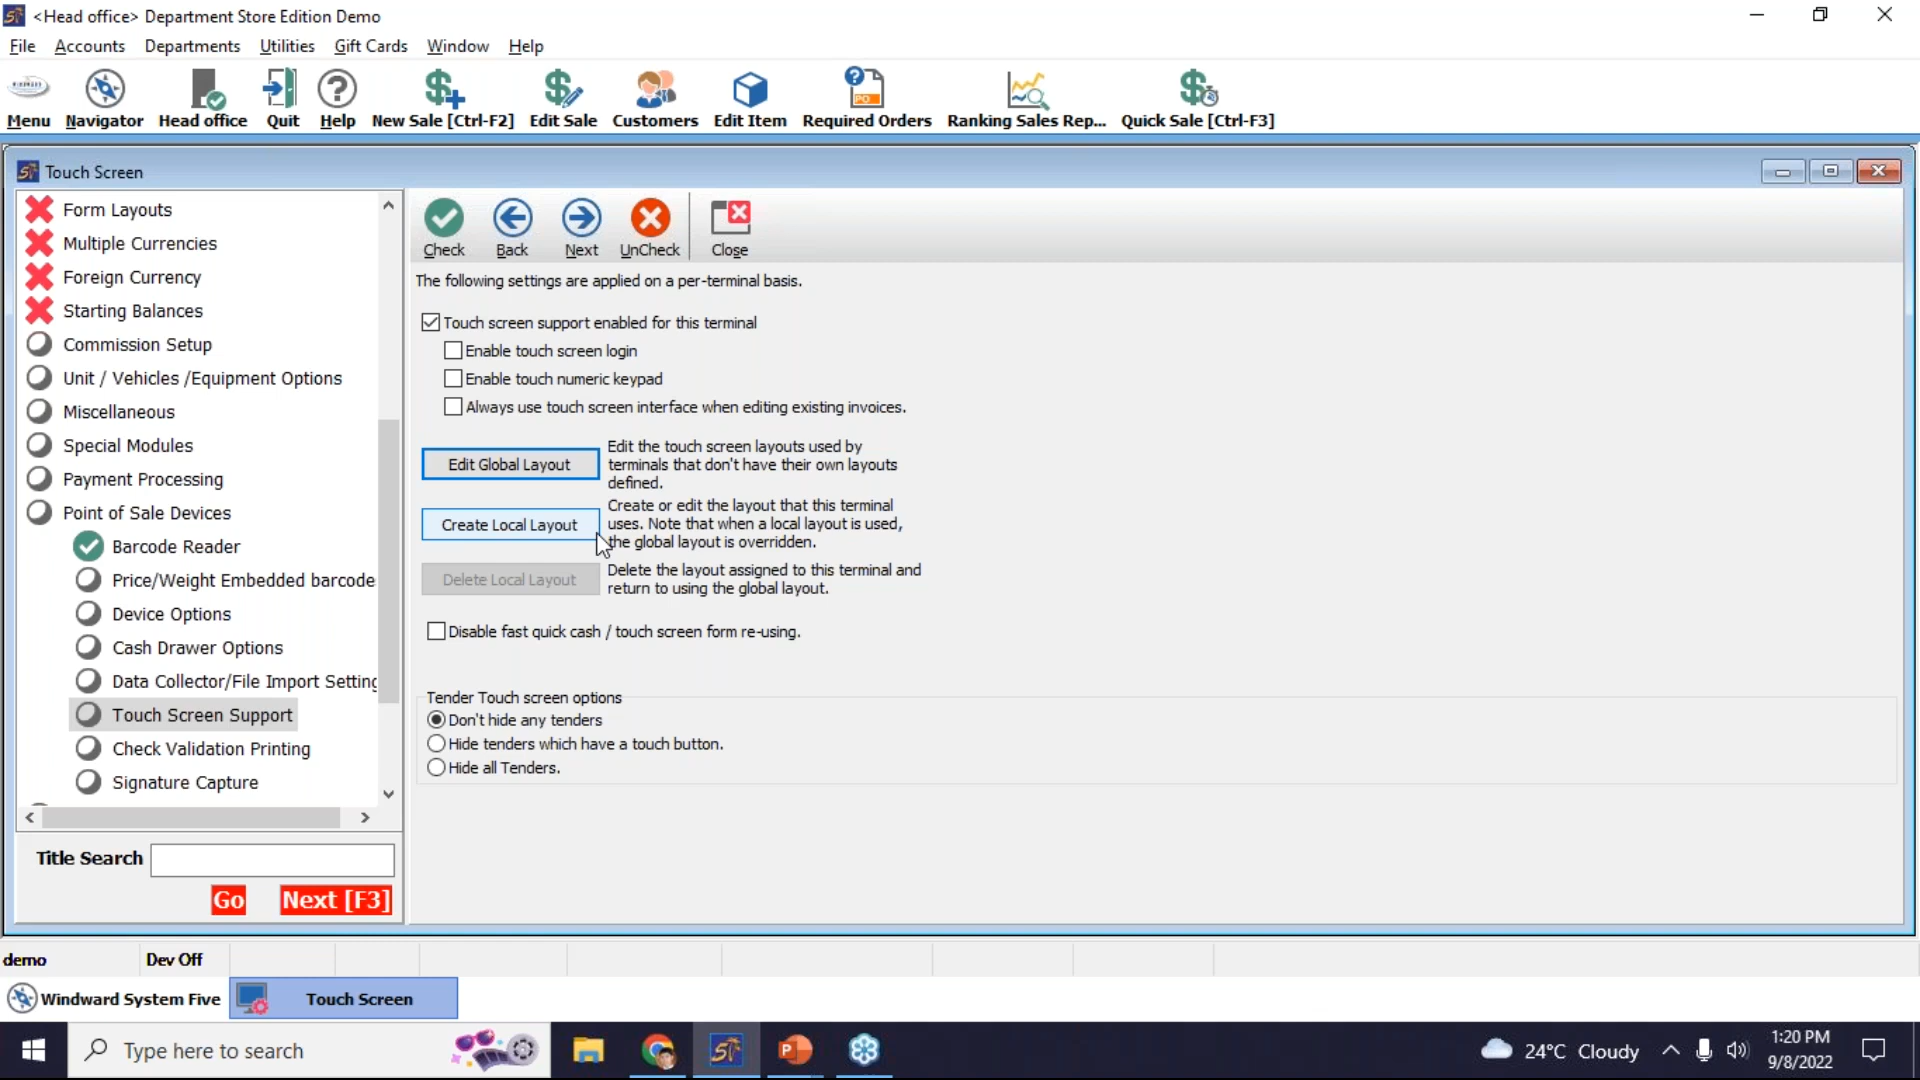 <Head office> Department Store Edition Demo
File Accounts Departments Utilities Gift Cards Window Help
Menu Navigator Head office Quit Help New Sale [Ctrl-F2] Edit Sale Customers Edit Item Required Orders Ranking Sales Rep... Quick Sale [Ctrl-F3]
Touch Screen
Form Layouts
Multiple Currencies
Foreign Currency
Starting Balances
Commission Setup
Unit / Vehicles /Equipment Options
Miscellaneous
Special Modules
Payment Processing
Point of Sale Devices
Barcode Reader
Price/Weight Embedded barcode
Device Options
Cash Drawer Options
Data Collector/File Import Setting
Touch Screen Support
Check Validation Printing
Signature Capture
Title Search
Go Next [F3]
Check Back Next UnCheck Close
The following settings are applied on a per-terminal basis.
Touch screen support enabled for this terminal
Enable touch screen login
Enable touch numeric keypad
Always use touch screen interface when editing existing invoices.
Edit Global Layout
Edit the touch screen layouts used by
terminals that don't have their own layouts
defined.
Create Local Layout
Create or edit the layout that this terminal
uses. Note that when a local layout is used,
the global layout is overridden.
Delete Local Layout
Delete the layout assigned to this terminal and
return to using the global layout.
Disable fast quick cash / touch screen form re-using.
Tender Touch screen options
Don't hide any tenders
Hide tenders which have a touch button.
Hide all Tenders.
demo Dev Off
Windward System Five Touch Screen
Type here to search
24°C Cloudy
1:20 PM
9/8/2022